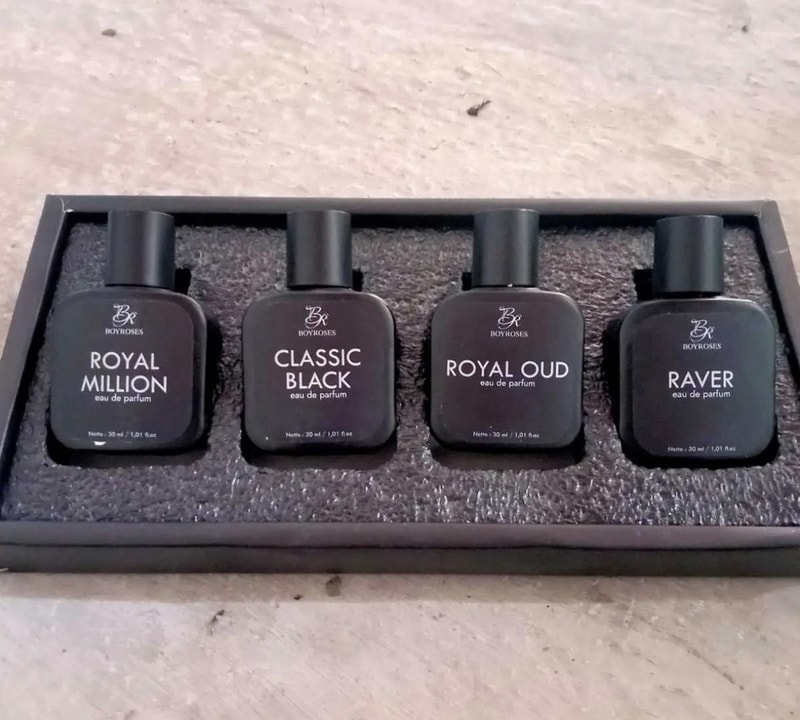 BR
BOYROSES
ROYAL
MILLION
eau de parfum
Netto : 30 ml / 1,01 fl.oz
BR
BOYROSES
CLASSIC
BLACK
eau de parfum
Netto : 30 ml / 1,01 fl.oz
BR
BOYROSES
ROYAL OUD
eau de parfum
Netto : 30 ml / 1,01 fl.oz
BR
BOYROSES
RAVER
eau de parfum
Netto : 30 ml / 1,01 fl.oz